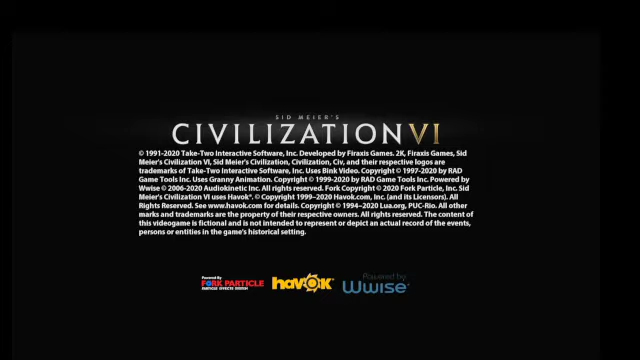 SID MEIER'S
CIVILIZATION VI
© 1991-2020 Take-Two Interactive Software, Inc. Developed by Firaxis Games. 2K, Firaxis Games, Sid
Meier's Civilization VI, Sid Meier's Civilization, Civilization, Civ, and their respective logos are
trademarks of Take-Two Interactive Software, Inc. Uses Bink Video. Copyright © 1997-2020 by RAD
Game Tools Inc. Uses Granny Animation. Copyright © 1999-2020 by RAD Game Tools Inc. Powered by
Wwise © 2006-2020 Audiokinetic Inc. All rights reserved. Fork Copyright © 2020 Fork Particle, Inc. Sid
Meier's Civilization VI uses Havok®. © Copyright 1999-2020 Havok.com, Inc. (and its Licensors). All
Rights Reserved. See www.havok.com for details. Copyright © 1994–2020 Lua.org, PUC-Rio. All other
marks and trademarks are the property of their respective owners. All rights reserved. The content of
this videogame is fictional and is not intended to represent or depict an actual record of the events,
persons or entities in the game's historical setting.
Powered By
FORK PARTICLE
PARTICLE EFFECTS SYSTEM
havok
Powered by
Wwise